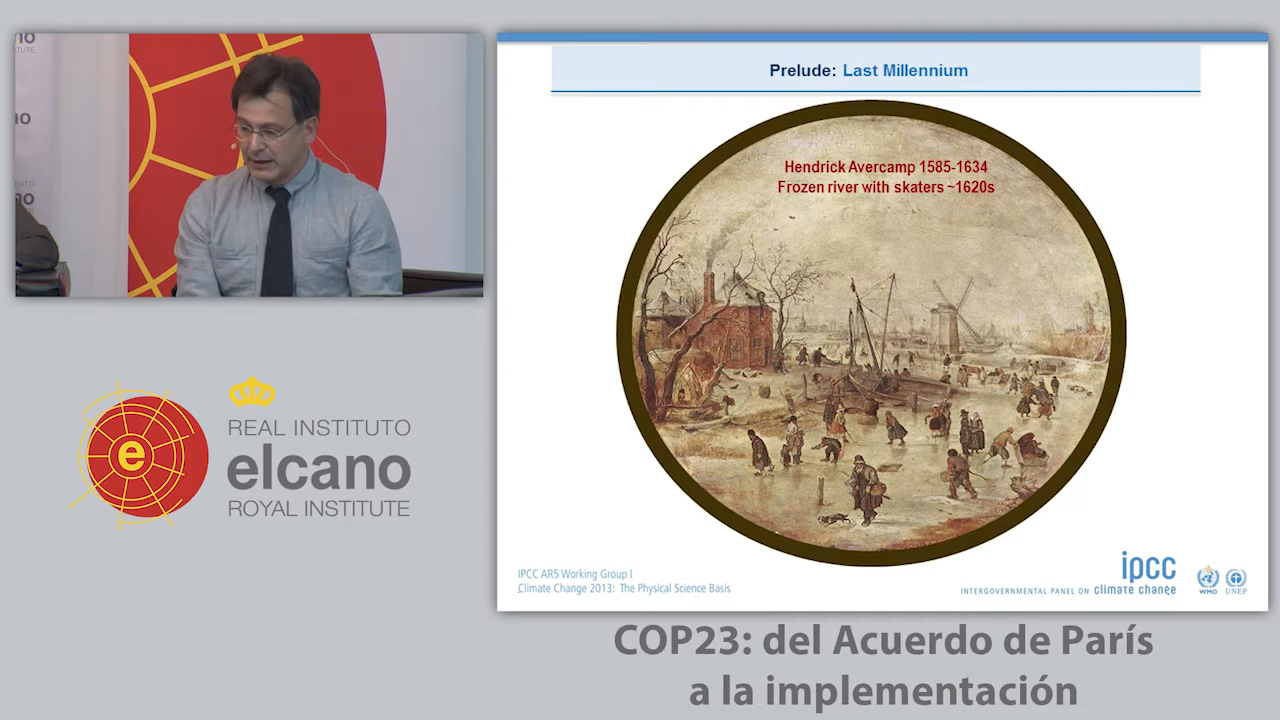 Prelude: Last Millennium
Hendrick Avercamp 1585-1634
Frozen river with skaters ~1620s
IPCC AR5 Working Group I
Climate Change 2013: The Physical Science Basis
ipcc
INTERGOVERNMENTAL PANEL ON climate change
WMO
UNEP
e
REAL INSTITUTO
elcano
ROYAL INSTITUTE
COP23: del Acuerdo de París
a la implementación